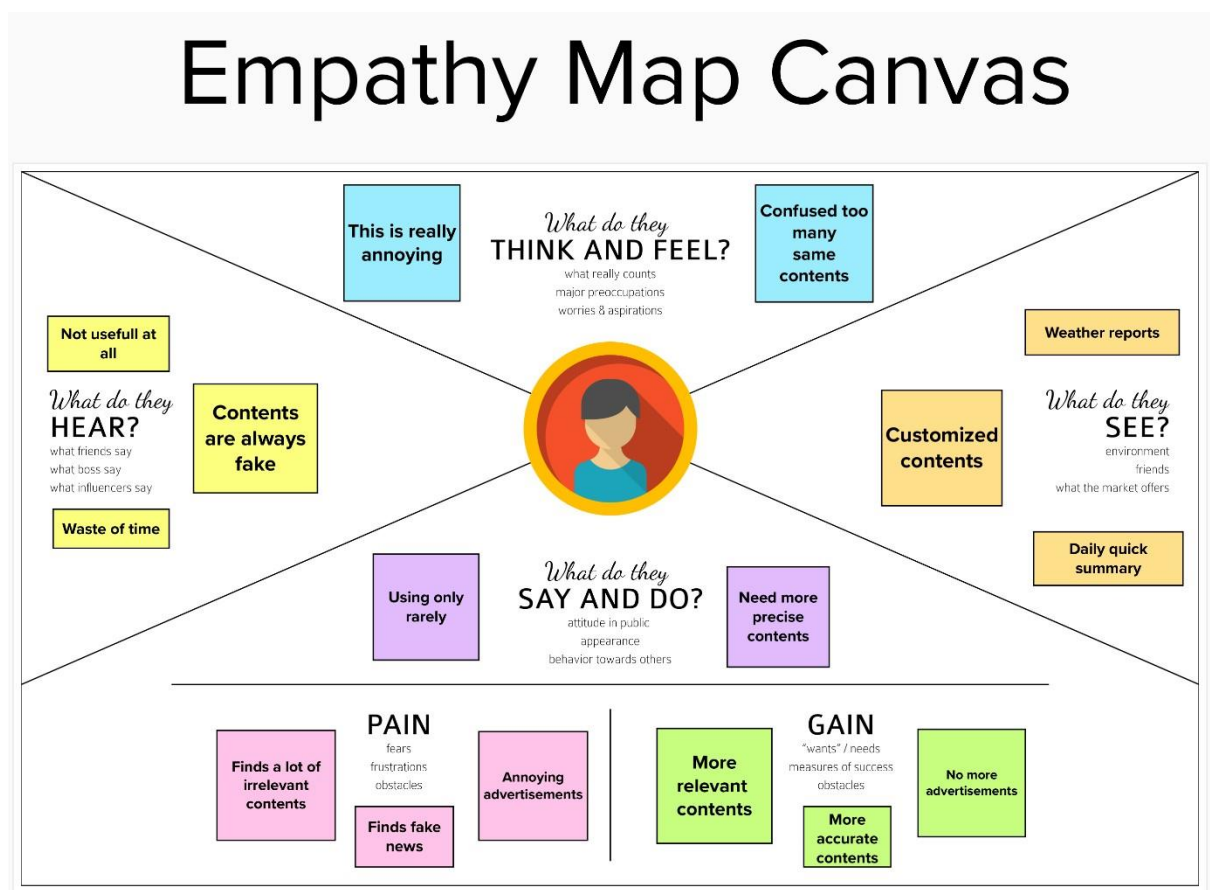 Empathy Map Canvas
This is really
annoying
What do they
THINK AND FEEL?
what really counts
major preoccupations
worries & aspirations
Confused too
many
same
contents
Not usefull at
all
What do they
HEAR?
what friends say
what boss say
what influencers say
Contents
are always
fake
Waste of time
Weather reports
Customized
contents
What do they
SEE?
environment
friends
what the market offers
Daily quick
summary
Using only
rarely
What do they
SAY AND DO?
attitude in public
appearance
behavior towards others
Need more
precise
contents
PAIN
fears
frustrations
obstacles
Finds a lot of
irrelevant
contents
Finds fake
news
Annoying
advertisements
GAIN
"wants" / needs
measures of success
obstacles
More
relevant
contents
More
accurate
contents
No more
advertisements